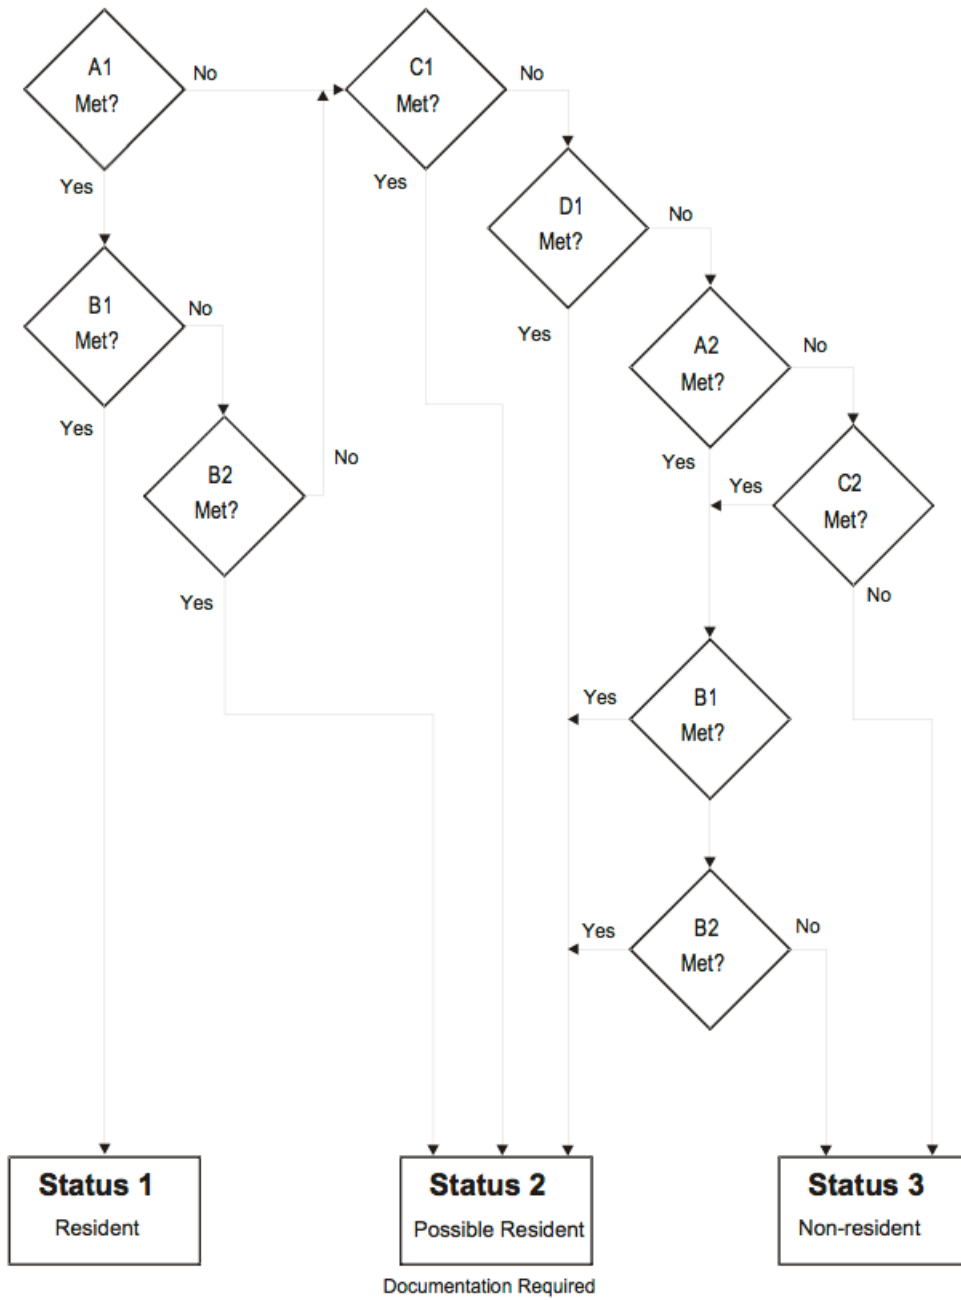 A1
Met?
No
C1
Met?
No
Yes
Yes
D1
Met?
No
B1
Met?
No
Yes
A2
Met?
No
Yes
B2
Met?
No
Yes
Yes
C2
Met?
Yes
No
B1
Met?
Yes
B2
Met?
Yes
No
Status 1
Resident
Status 2
Possible Resident
Status 3
Non-resident
Documentation Required